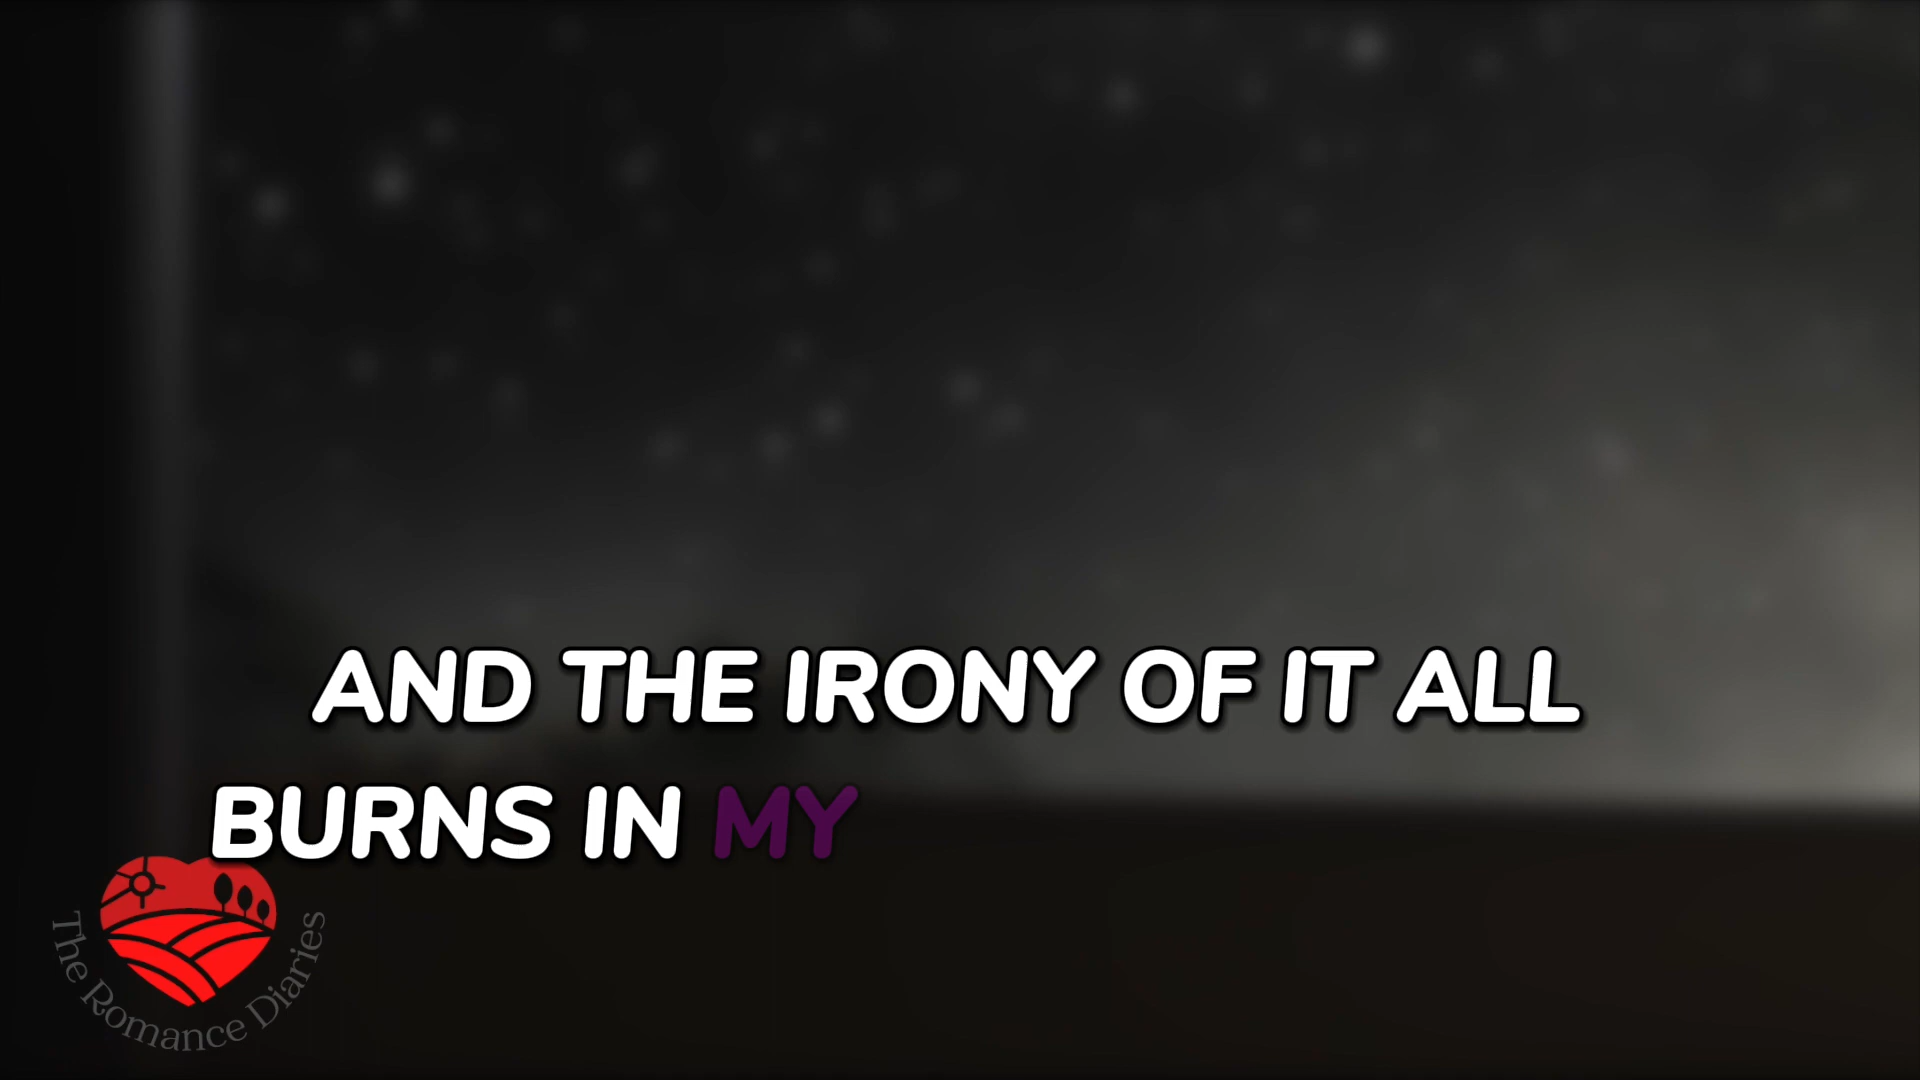 AND THE IRONY OF IT ALL
BURNS IN MY
The Romance Diaries